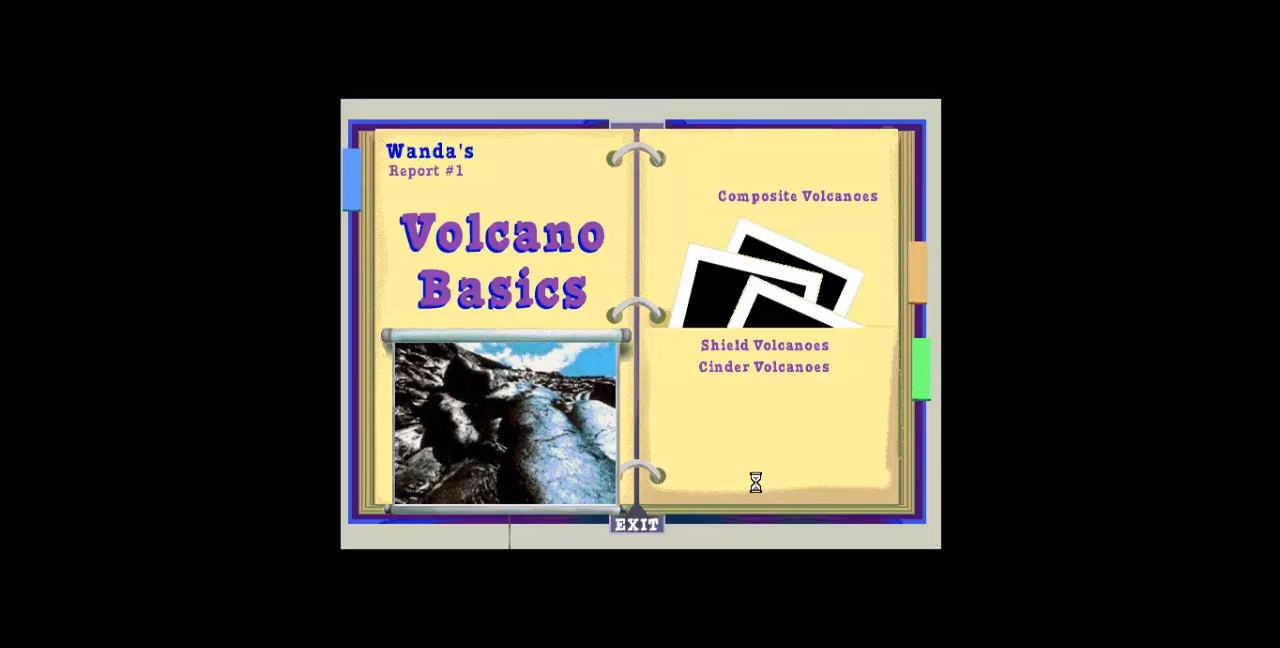 Wanda's
Report #1
Volcano
Basics
Composite Volcanoes
Shield Volcanoes
Cinder Volcanoes
EXIT